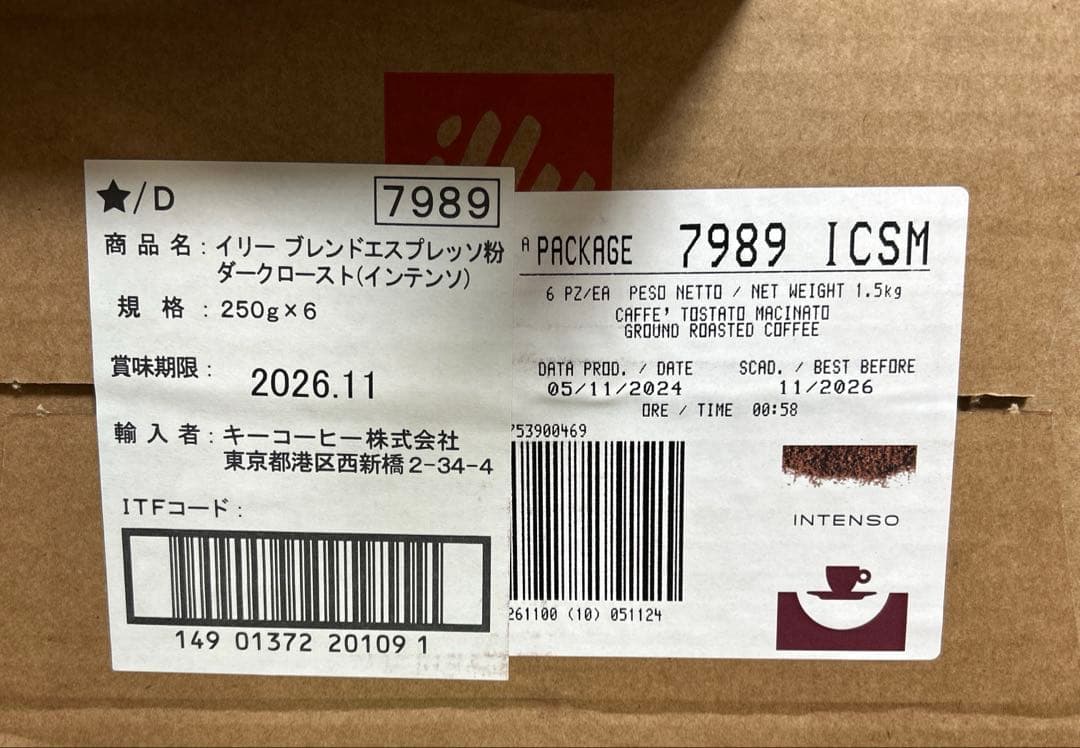 illy
★/D
7989
商品名:イリー ブレンドエスプレッソ粉
ダークロースト(インテンソ)
規格:250g×6
賞味期限:
2026.11
輸入者:キーコーヒー株式会社
東京都港区西新橋2-34-4
ITFコード:
149 01372 20109 1
A PACKAGE 7989 ICSM
6 PZ/EA PESO NETTO / NET WEIGHT 1.5kg
CAFFE' TOSTATO MACINATO
GROUND ROASTED COFFEE
DATA PROD. / DATE SCAD. / BEST BEFORE
05/11/2024 11/2026
ORE / TIME 00:58
753900469
261100 (10) 051124
INTENSO